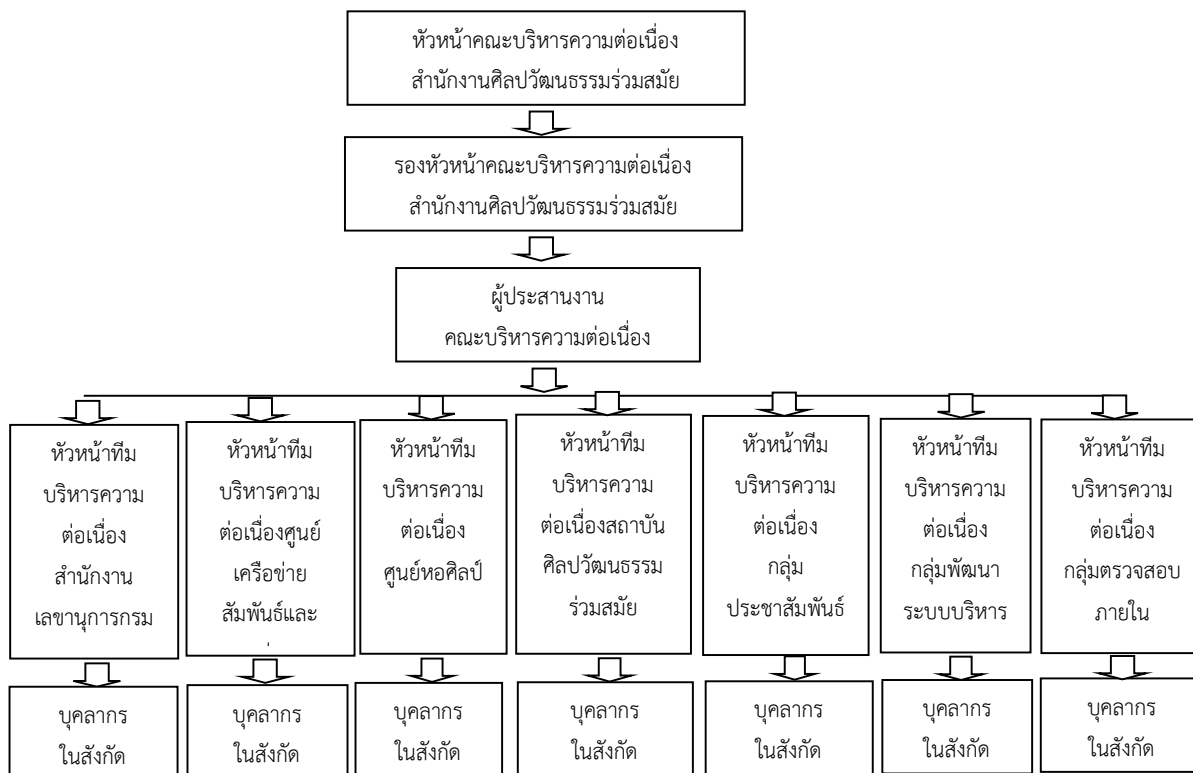 หัวหน้าคณะบริหารความต่อเนื่อง
สำนักงานศิลปวัฒนธรรมร่วมสมัย
รองหัวหน้าคณะบริหารความต่อเนื่อง
สำนักงานศิลปวัฒนธรรมร่วมสมัย
ผู้ประสานงาน
คณะบริหารความต่อเนื่อง
หัวหน้าทีม
บริหารความ
ต่อเนื่อง
สำนักงาน
เลขานุการกรม
หัวหน้าทีม
บริหารความ
ต่อเนื่องศูนย์
เครือข่าย
สัมพันธ์และ
หัวหน้าทีม
บริหารความ
ต่อเนื่อง
ศูนย์หอศิลป์
หัวหน้าทีม
บริหารความ
ต่อเนื่องสถาบัน
ศิลปวัฒนธรรม
ร่วมสมัย
หัวหน้าทีม
บริหารความ
ต่อเนื่อง
กลุ่ม
ประชาสัมพันธ์
หัวหน้าทีม
บริหารความ
ต่อเนื่อง
กลุ่มพัฒนา
ระบบบริหาร
หัวหน้าทีม
บริหารความ
ต่อเนื่อง
กลุ่มตรวจสอบ
ภายใน
บุคลากร
ในสังกัด
บุคลากร
ในสังกัด
บุคลากร
ในสังกัด
บุคลากร
ในสังกัด
บุคลากร
ในสังกัด
บุคลากร
ในสังกัด
บุคลากร
ในสังกัด